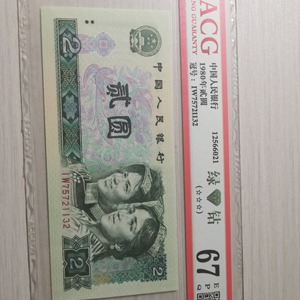 中国人民银行
贰圆
2
IW75721132
2
ACG
NG GUARANTY
中国人民银行
1980年贰圆
冠号：IW75721132
12566021
绿钻
(☆☆☆)
67
E
P
Q